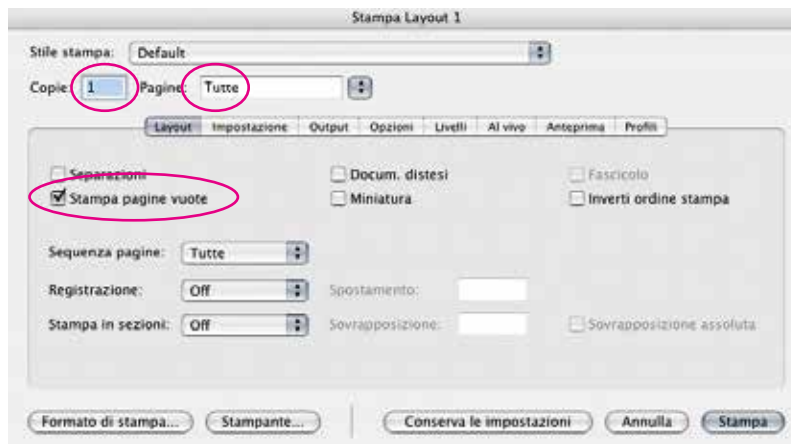 Stampa Layout 1
Stile stampa: Default
Copie: 1 Pagine: Tutte
Layout Impostazione Output Opzioni Livelli Al vivo Anteprima Profili
Separazioni Docum. distesi Fascicolo
Stampa pagine vuote Miniatura Inverti ordine stampa
Sequenza pagine: Tutte
Registrazione: Off Spostamento:
Stampa in sezioni: Off Sovrapposizione: Sovrapposizione assoluta
Formato di stampa... Stampante... Conserva le impostazioni Annulla Stampa